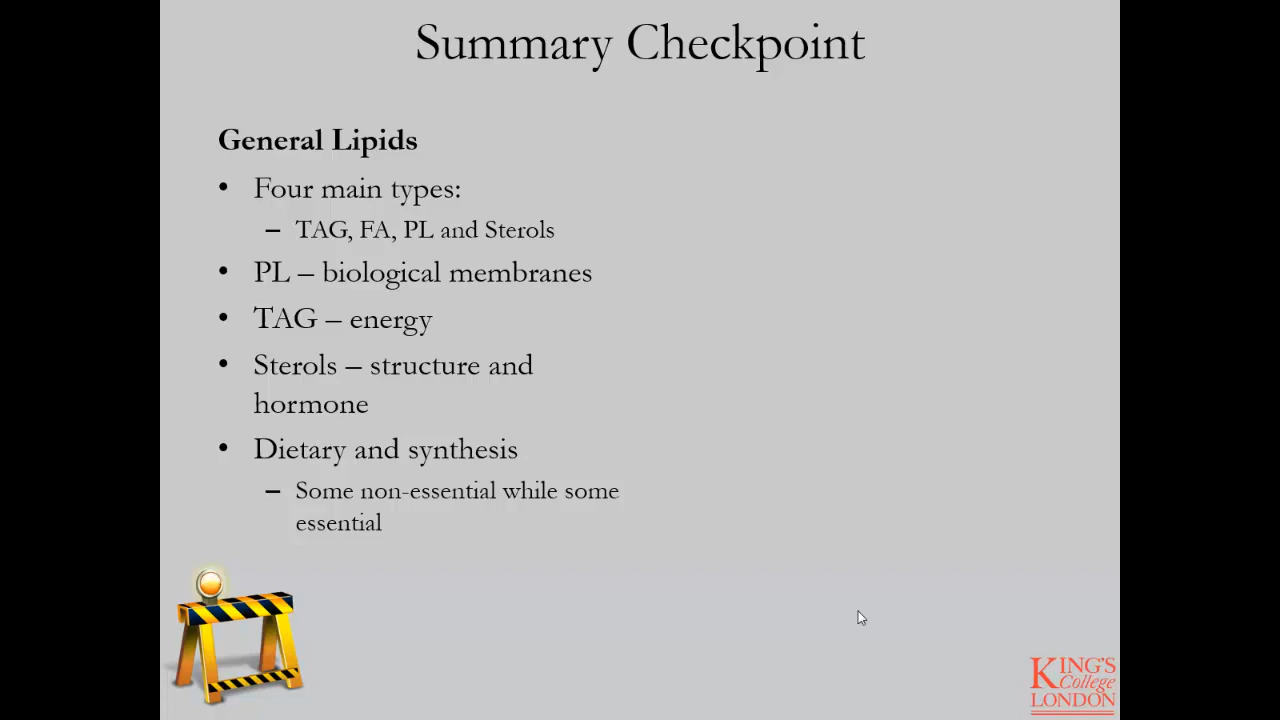 Summary Checkpoint
General Lipids
• Four main types:
– TAG, FA, PL and Sterols
• PL – biological membranes
• TAG – energy
• Sterols – structure and
hormone
• Dietary and synthesis
– Some non-essential while some
essential
KING'S
College
LONDON